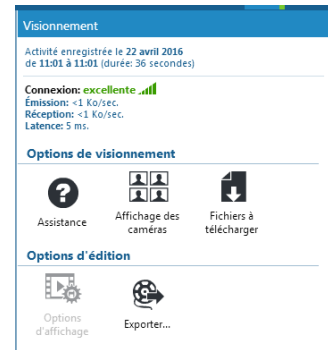 Visionnement
Activité enregistrée le 22 avril 2016
de 11:01 à 11:01 (durée: 36 secondes)
Connexion: excellente
Émission: <1 Ko/sec.
Réception: <1 Ko/sec.
Latence: 5 ms.
Options de visionnement
Assistance
Affichage des
caméras
Fichiers à
télécharger
Options d'édition
Options
d'affichage
Exporter...